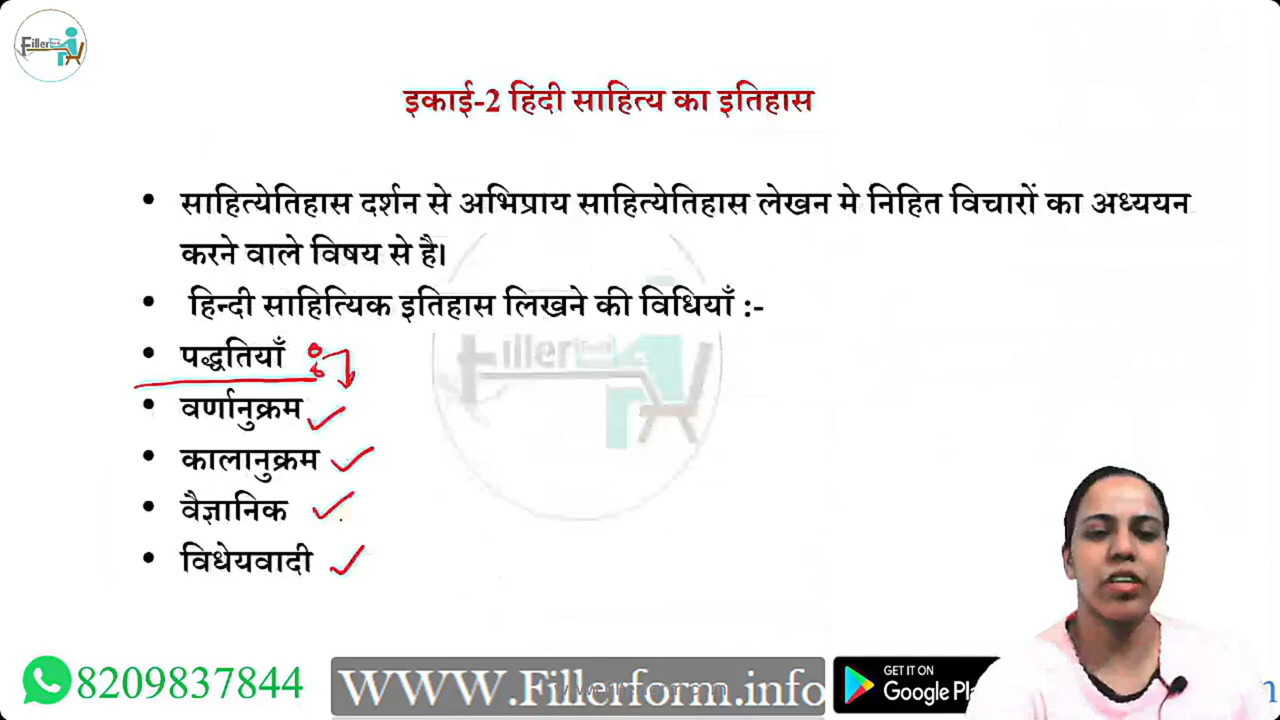 Filler
इकाई-2 हिंदी साहित्य का इतिहास
• साहित्येतिहास दर्शन से अभिप्राय साहित्येतिहास लेखन मे निहित विचारों का अध्ययन
करने वाले विषय से है।
• हिन्दी साहित्यिक इतिहास लिखने की विधियाँ :-
• पद्धतियाँ
• वर्णानुक्रम
• कालानुक्रम
• वैज्ञानिक
• विधेयवादी
8209837844
WWW.Fillerform.info
GET IT ON
Google Pla